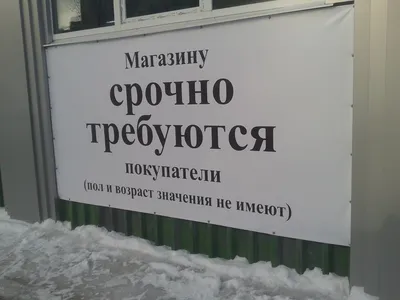 Магазину
срочно
требуются
покупатели
(пол и возраст значения не имеют)